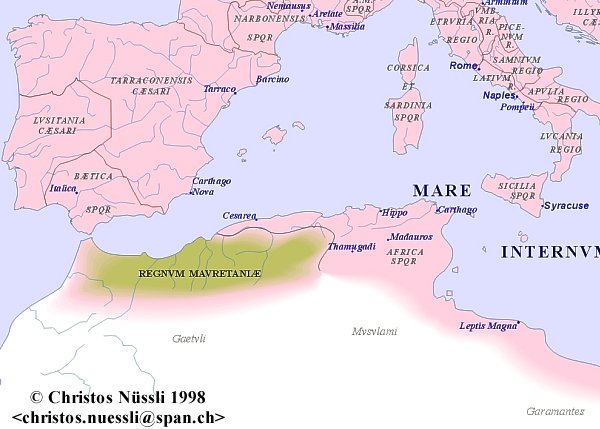 Nemausus
Arelate
Massilia
A.M.
R.
SPQR
Ariminum
NARBONENSIS
SPQR
ETRVRIA
REGIO
VMB
RIA
R.
PICE-
NVM
R.
ILLYR
CÆ
SAMNIVM
REGIO
Rome
LATIVM
R.
APVLIA
REGIO
Naples
Pompeii
CORSICA
ET
SARDINIA
SPQR
TARRACONENSIS
CÆSARI
Barcino
Tarraco
LVSITANIA
CÆSARI
LVCANIA
REGIO
BÆTICA
SPQR
Italica
Carthago
Nova
MARE
SICILIA
SPQR
Syracuse
Cesarea
Hippo
Carthago
Thamugadi
Madauros
AFRICA
SPQR
INTERNVM
REGNVM MAVRETANIÆ
Leptis Magna
Gaetvli
Mvsvlami
Garamantes
© Christos Nüssli 1998
<christos.nuessli@span.ch>